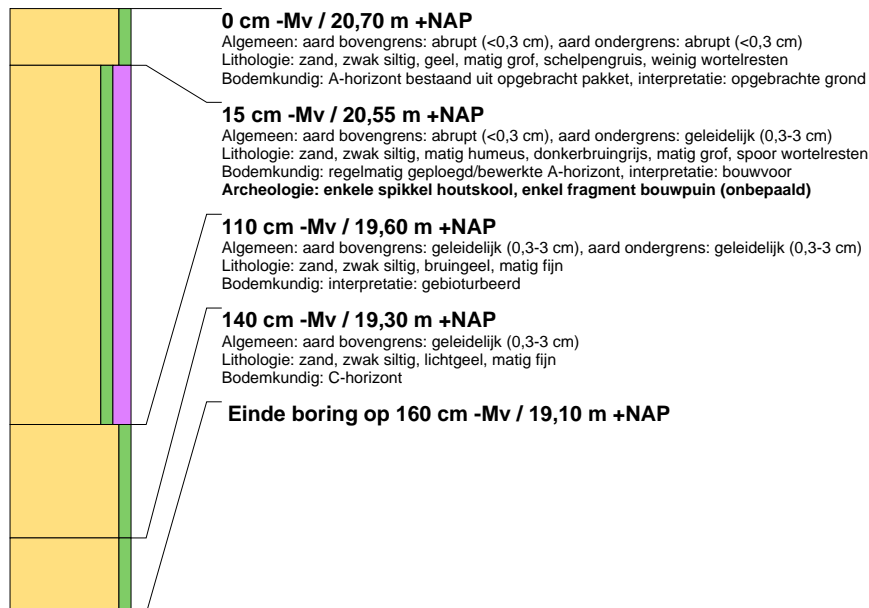 0 cm -Mv / 20,70 m +NAP
Algemeen: aard bovengrens: abrupt (<0,3 cm), aard ondergrens: abrupt (<0,3 cm)
Lithologie: zand, zwak siltig, geel, matig grof, schelpengruis, weinig wortelresten
Bodemkundig: A-horizont bestaand uit opgebracht pakket, interpretatie: opgebrachte grond
15 cm -Mv / 20,55 m +NAP
Algemeen: aard bovengrens: abrupt (<0,3 cm), aard ondergrens: geleidelijk (0,3-3 cm)
Lithologie: zand, zwak siltig, matig humeus, donkerbruingrijs, matig grof, spoor wortelresten
Bodemkundig: regelmatig geploegd/bewerkte A-horizont, interpretatie: bouwvoor
Archeologie: enkele spikkel houtskool, enkel fragment bouwpuin (onbepaald)
110 cm -Mv / 19,60 m +NAP
Algemeen: aard bovengrens: geleidelijk (0,3-3 cm), aard ondergrens: geleidelijk (0,3-3 cm)
Lithologie: zand, zwak siltig, bruingeel, matig fijn
Bodemkundig: interpretatie: gebioturbeerd
140 cm -Mv / 19,30 m +NAP
Algemeen: aard bovengrens: geleidelijk (0,3-3 cm)
Lithologie: zand, zwak siltig, lichtgeel, matig fijn
Bodemkundig: C-horizont
Einde boring op 160 cm -Mv / 19,10 m +NAP